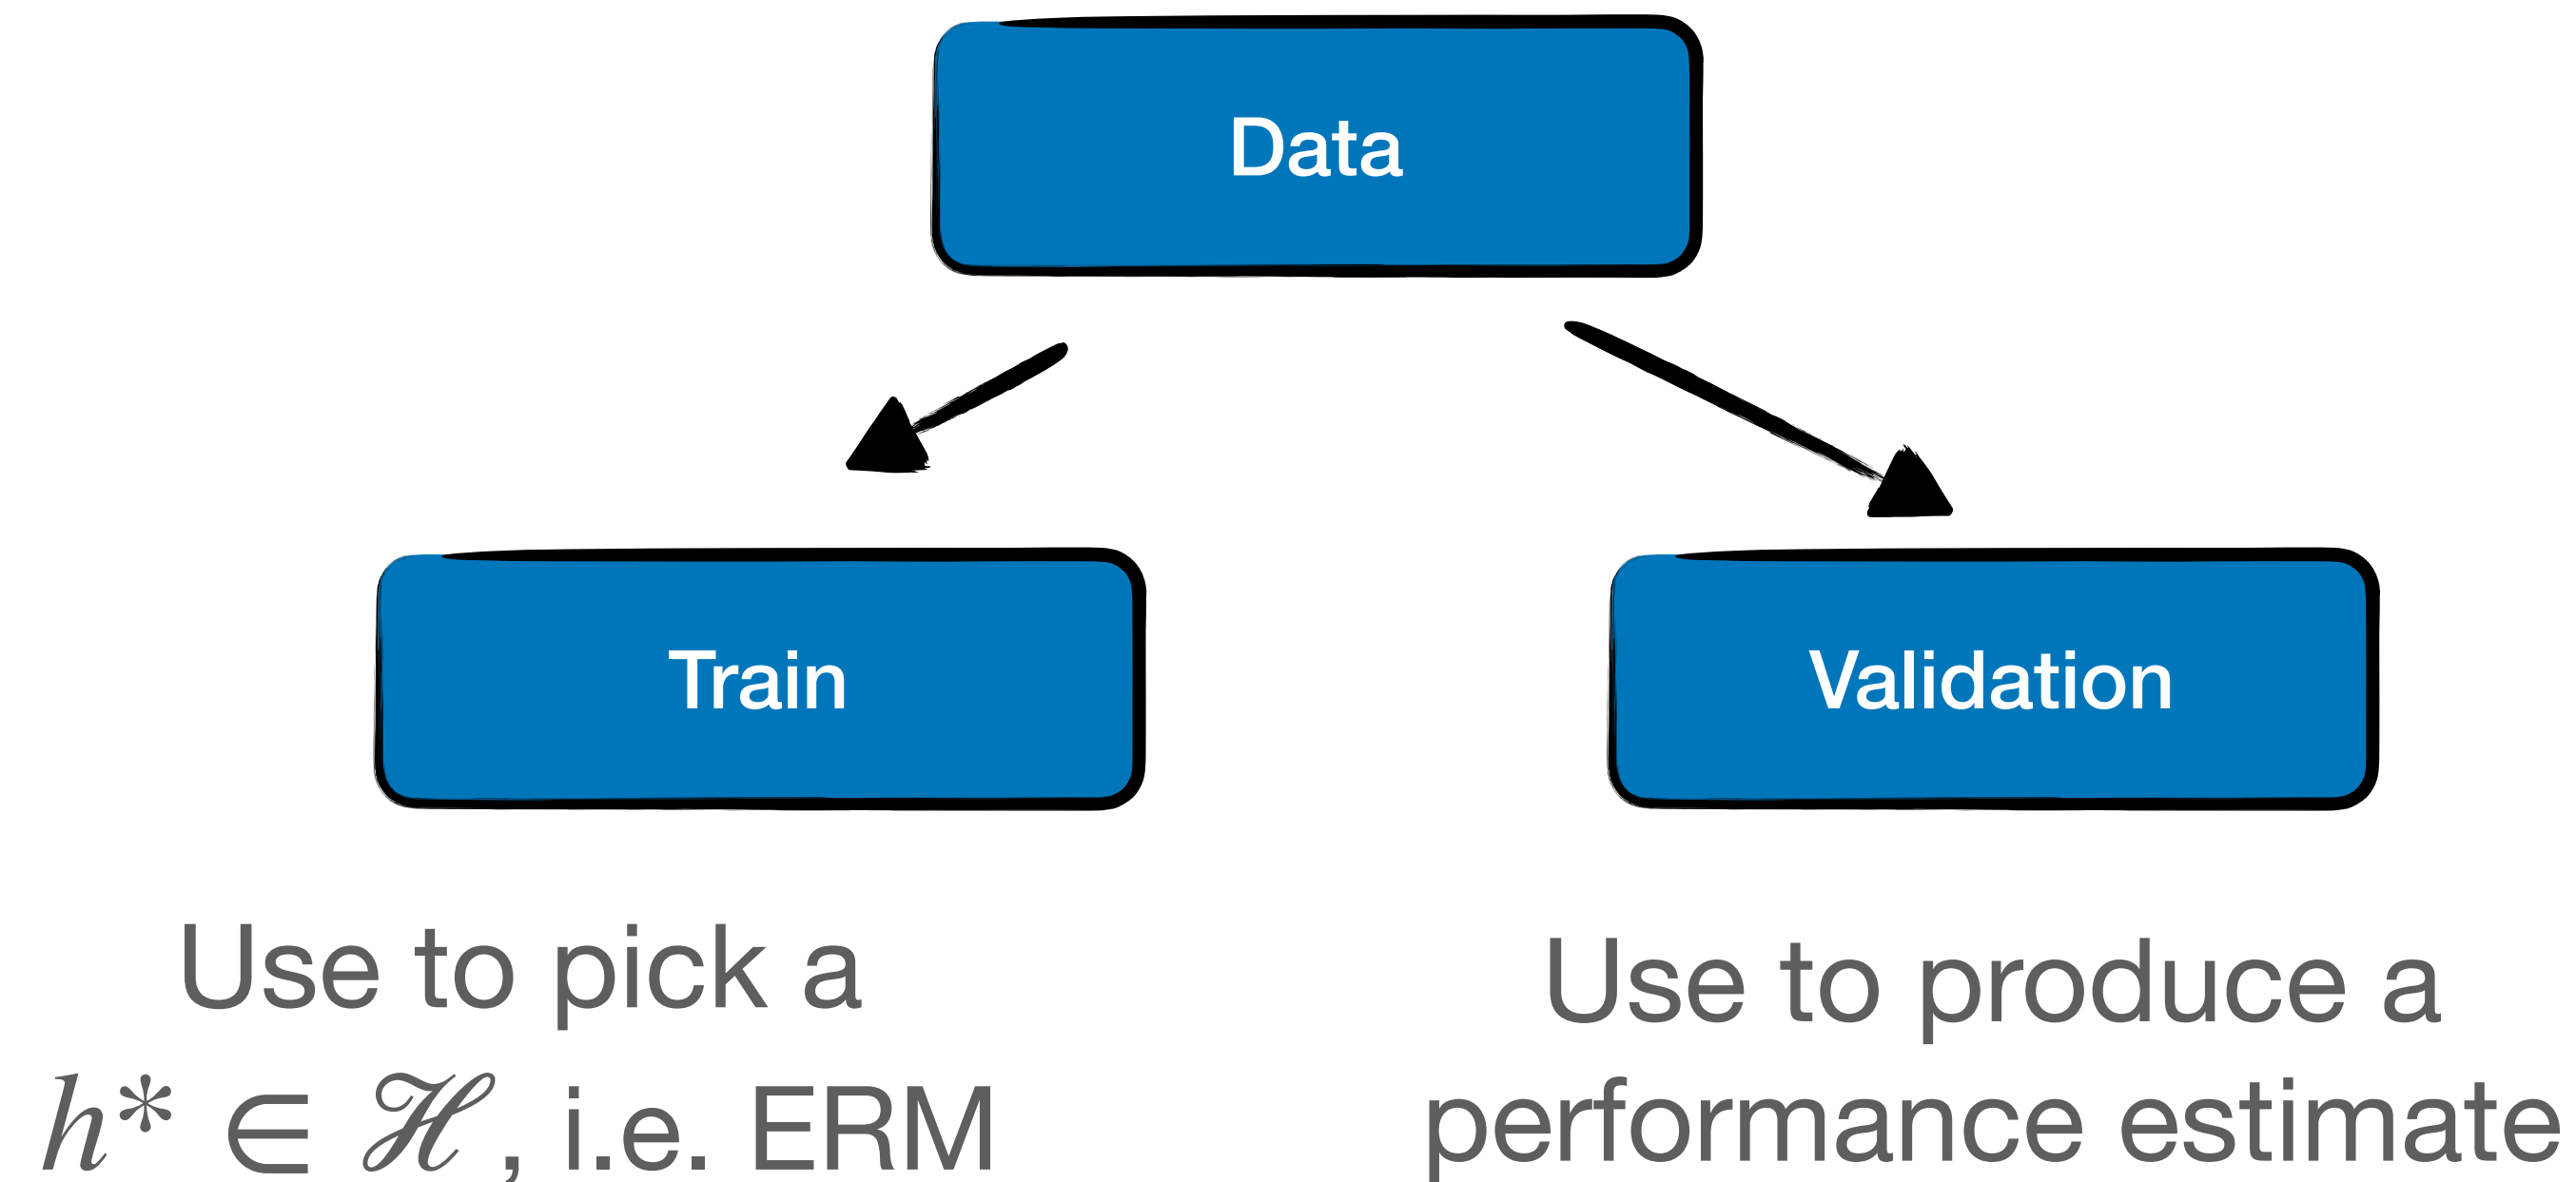 Data
Train
Validation
Use to pick a
h* ∈ ℋ, i.e. ERM
Use to produce a
performance estimate